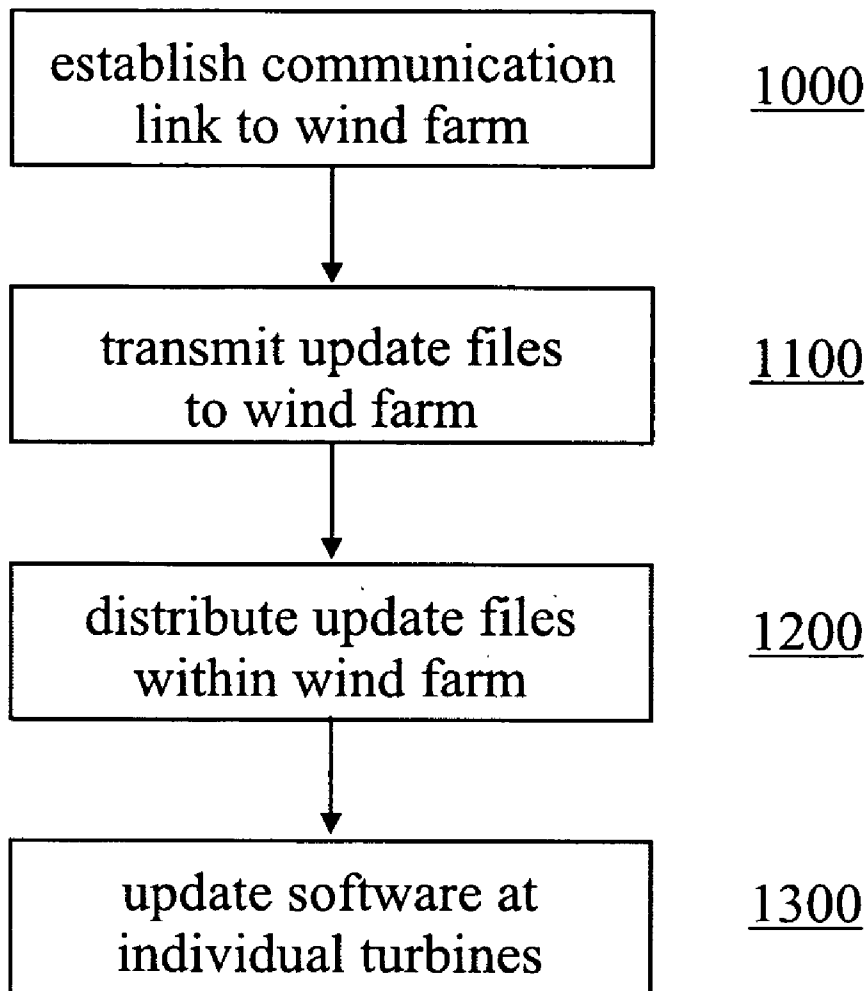 establish communication
link to wind farm
1000
transmit update files
to wind farm
1100
distribute update files
within wind farm
1200
update software at
individual turbines
1300